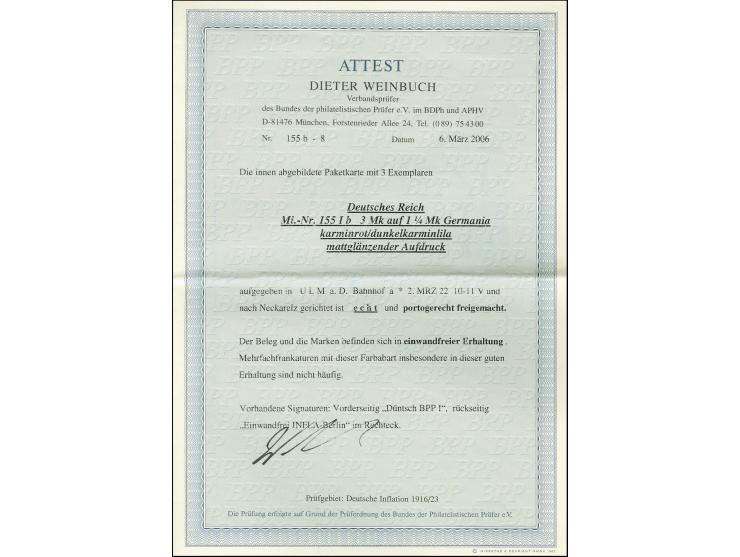 ATTEST
DIETER WEINBUCH
Verbandsprüfer
des Bundes der philatelistischen Prüfer e.V. im BDPh und APHV
D-81476 München, Forstenrieder Allee 24, Tel. (0 89) 75 43 00
Nr. 155 b - 8 Datum 6. März 2006
Die innen abgebildete Paketkarte mit 3 Exemplaren
Deutsches Reich
Mi.-Nr. 155 I b 3 Mk auf 1 ¼ Mk Germania
karminrot/dunkelkarminlila
mattglänzender Aufdruck
aufgegeben in U L M a. D. Bahnhof a * 2. MRZ 22 10-11 V und
nach Neckarelz gerichtet ist e c h t und portogerecht freigemacht.
Der Beleg und die Marken befinden sich in einwandfreier Erhaltung .
Mehrfachfrankaturen mit dieser Farbabart insbesondere in dieser guten
Erhaltung sind nicht häufig.
Vorhandene Signaturen: Vorderseitig „Düntsch BPP I“, rückseitig
„Einwandfrei INFLA-Berlin“ im Rechteck.
Prüfgebiet: Deutsche Inflation 1916/23
Die Prüfung erfolgte auf Grund der Prüfordnung des Bundes der Philatelistischen Prüfer e.V.